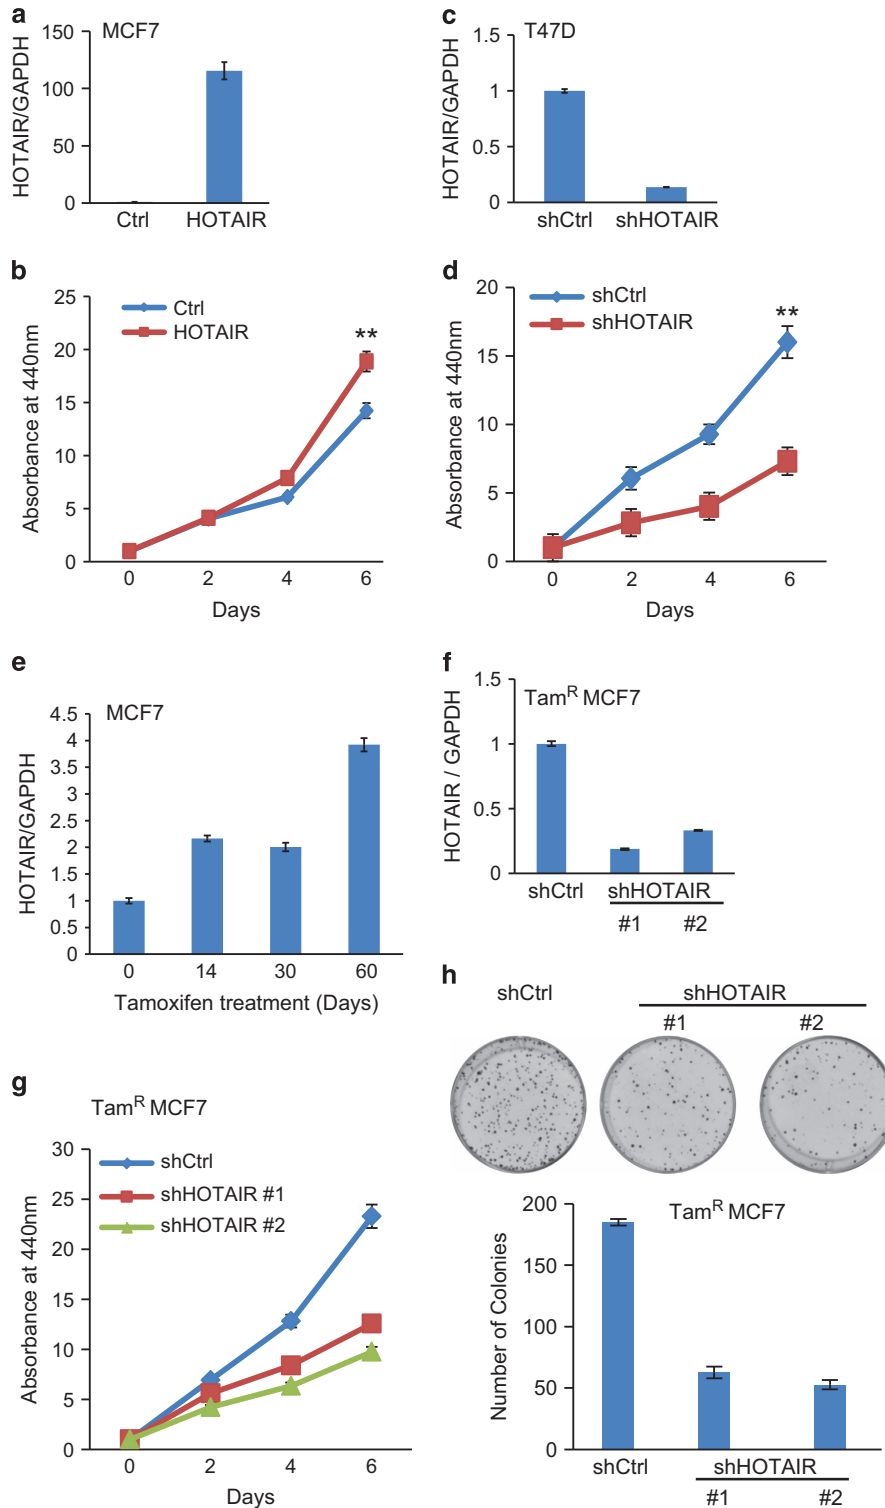 a
MCF7
HOTAIR/GAPDH
150
100
50
0
Ctrl HOTAIR
c
T47D
HOTAIR/GAPDH
1.5
1
0.5
0
shCtrl shHOTAIR
b
Absorbance at 440nm
25
20
15
10
5
0
Ctrl
HOTAIR
**
0 2 4 6
Days
d
Absorbance at 440nm
20
15
10
5
0
shCtrl
shHOTAIR
**
0 2 4 6
Days
e
MCF7
HOTAIR/GAPDH
4.5
4
3.5
3
2.5
2
1.5
1
0.5
0
0 14 30 60
Tamoxifen treatment (Days)
f
TamR MCF7
HOTAIR / GAPDH
1.5
1
0.5
0
shCtrl shHOTAIR
#1 #2
g
TamR MCF7
Absorbance at 440nm
30
25
20
15
10
5
0
shCtrl
shHOTAIR #1
shHOTAIR #2
0 2 4 6
Days
h
shCtrl shHOTAIR
#1 #2
TamR MCF7
Number of Colonies
200
150
100
50
0
shCtrl shHOTAIR
#1 #2